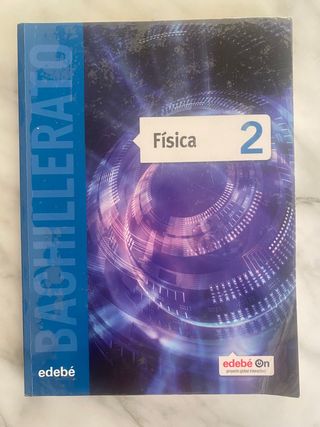 BACHILLERATO
Física 2
edebé
edebé On
proyecto global interactivo